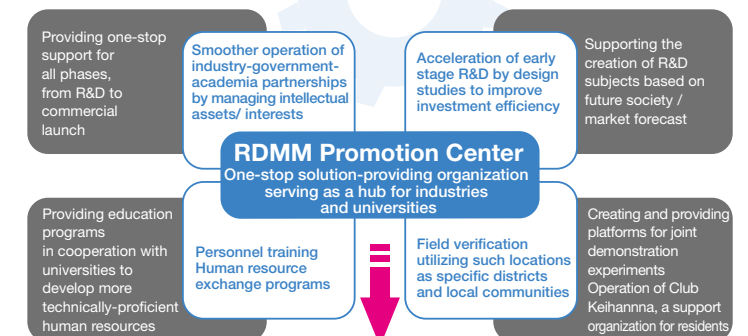 Providing one-stop
support for
all phases,
from R&D to
commercial
launch
Smoother operation of
industry-government-
academia partnerships
by managing intellectual
assets/ interests
Acceleration of early
stage R&D by design
studies to improve
investment efficiency
Supporting the
creation of R&D
subjects based on
future society /
market forecast
RDMM Promotion Center
One-stop solution-providing organization
serving as a hub for industries
and universities
Providing education
programs
in cooperation with
universities to
develop more
technically-proficient
human resources
Personnel training
Human resource
exchange programs
Field verification
utilizing such locations
as specific districts
and local communities
Creating and providing
platforms for joint
demonstration
experiments
Operation of Club
Keihannna, a support
organization for residents